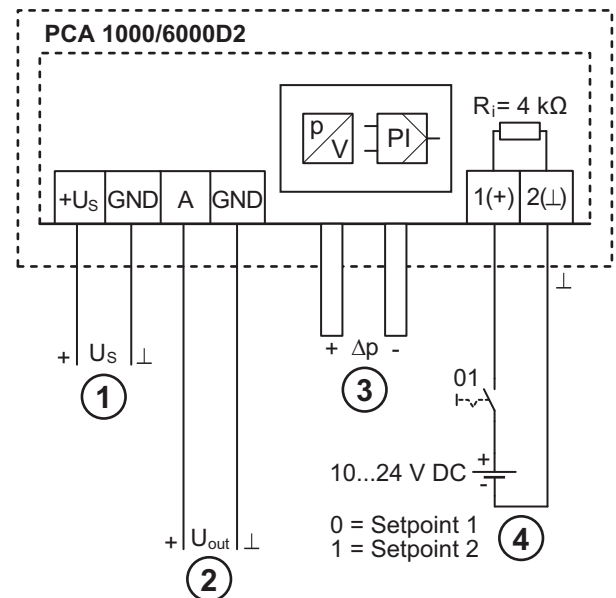 PCA 1000/6000D2
Rᵢ= 4 kΩ
p
V
PI
+Uₛ GND A GND
1(+) 2(⊥)
⊥
+ Uₛ ⊥
1
+ Δp -
3
01
+
10...24 V DC
-
0 = Setpoint 1
1 = Setpoint 2
4
+ Uₒᵤₜ ⊥
2